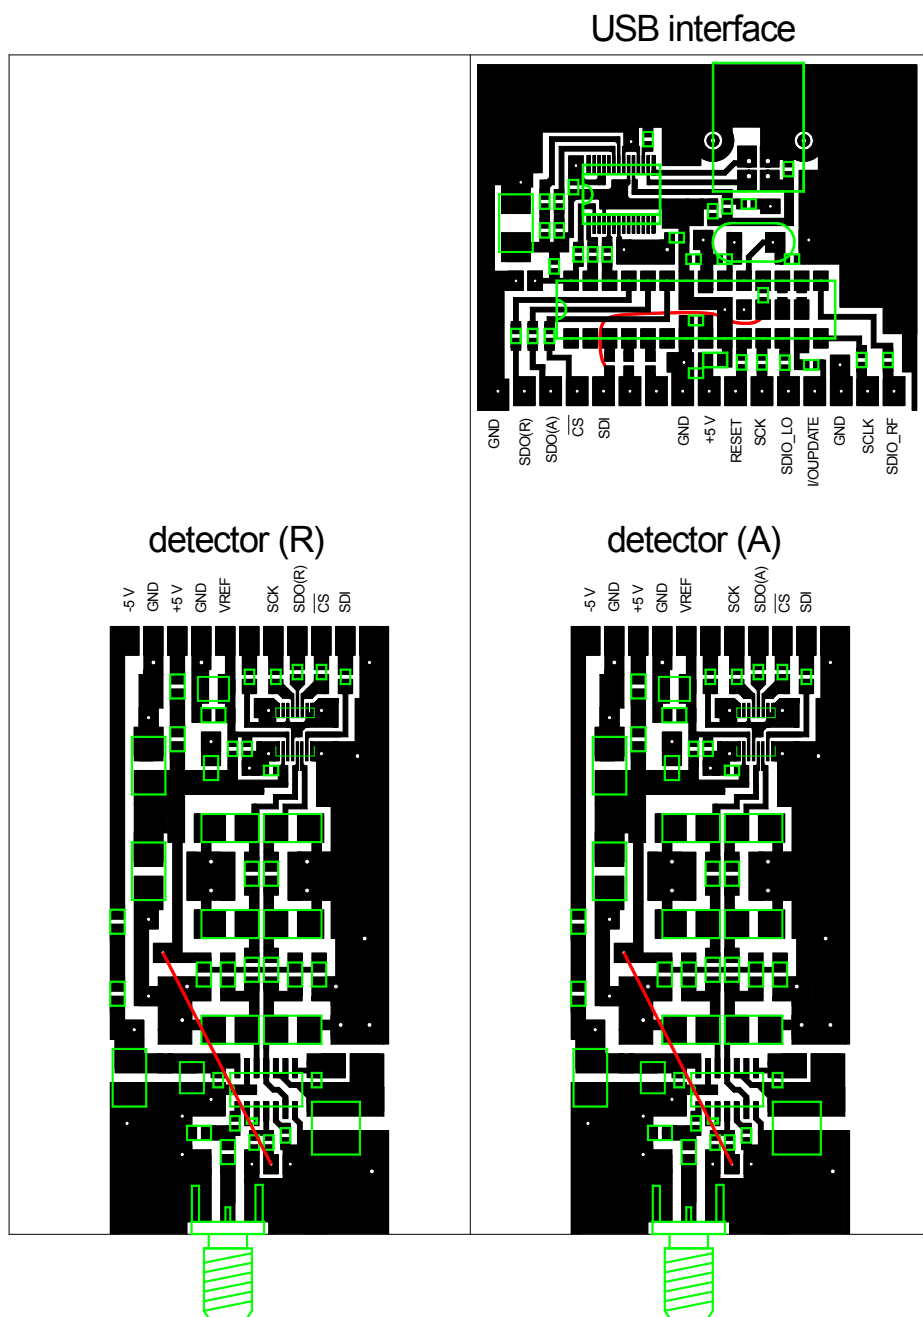 USB interface
GND
SDO(R)
SDO(A)
CS
SDI
GND
+5 V
RESET
SCK
SDIO_LO
I/OUPDATE
GND
SCLK
SDIO_RF
detector (R)
-5 V
GND
+5 V
GND
VREF
SCK
SDO(R)
CS
SDI
detector (A)
-5 V
GND
+5 V
GND
VREF
SCK
SDO(A)
CS
SDI